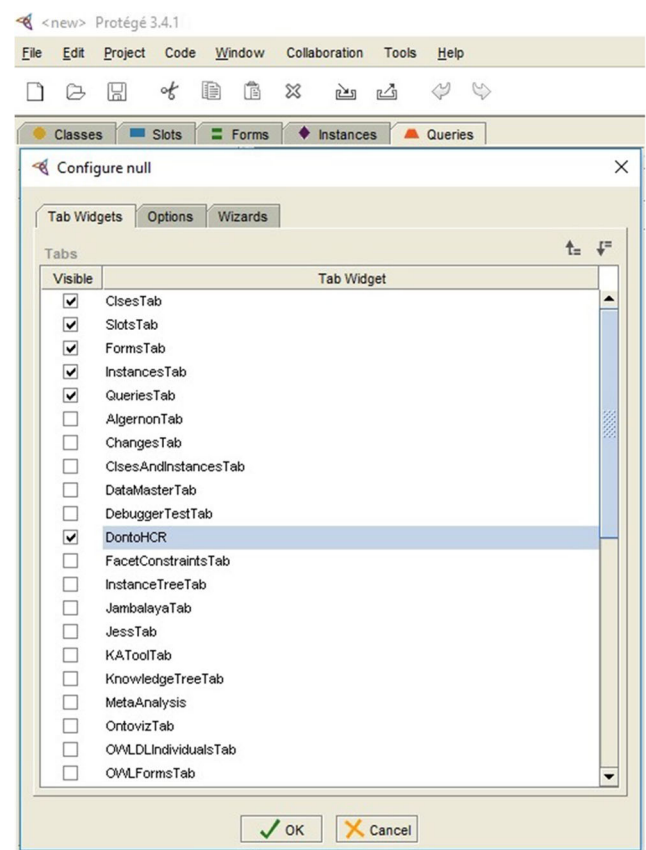 <new> Protégé 3.4.1
File Edit Project Code Window Collaboration Tools Help
Classes Slots Forms Instances Queries
Configure null
Tab Widgets Options Wizards
Tabs
Visible Tab Widget
ClsesTab
SlotsTab
FormsTab
InstancesTab
QueriesTab
AlgernonTab
ChangesTab
ClsesAndInstancesTab
DataMasterTab
DebuggerTestTab
DontoHCR
FacetConstraintsTab
InstanceTreeTab
JambalayaTab
JessTab
KAToolTab
KnowledgeTreeTab
MetaAnalysis
OntovizTab
OWLDLIndividualsTab
OWLFormsTab
OK Cancel